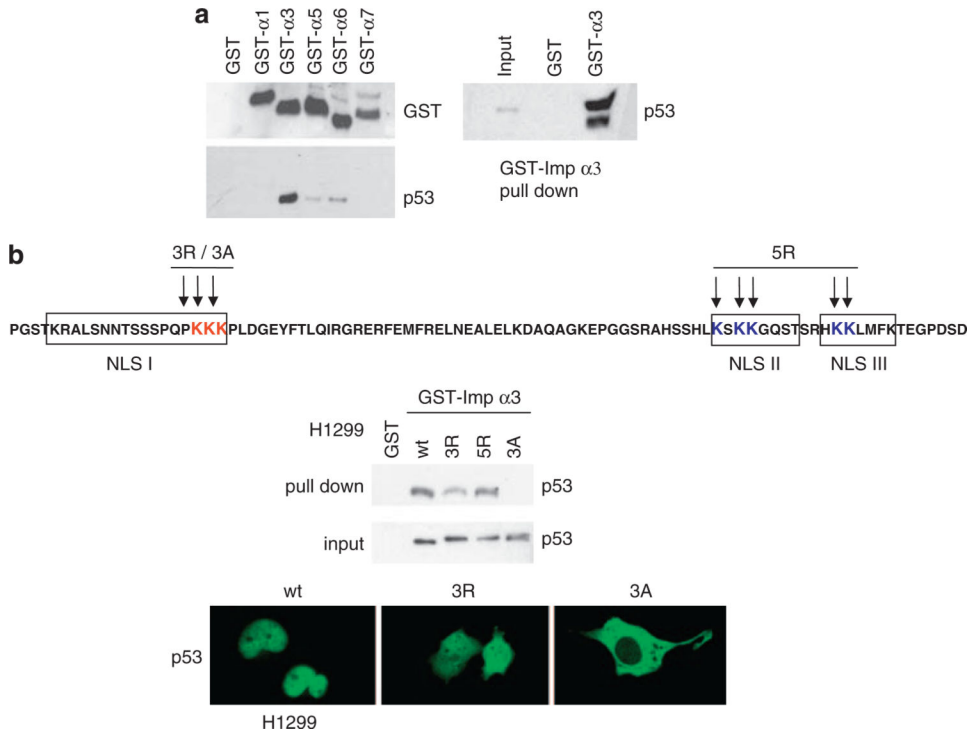 a
GST
GST-α1
GST-α3
GST-α5
GST-α6
GST-α7
GST
p53
Input
GST
GST-α3
p53
GST-Imp α3
pull down
b
3R / 3A
5R
PGSTKRALSNNTSSSPQPKKKPLDGEYFTLQIRGRERFEMFRELNEALELKDAQAGKEPGGSRAHSSHLKSKKGQSTSRHKKLMFKTEGPDSD
NLS I
NLS II
NLS III
GST-Imp α3
H1299
GST
wt
3R
5R
3A
pull down
p53
input
p53
wt
3R
3A
p53
H1299